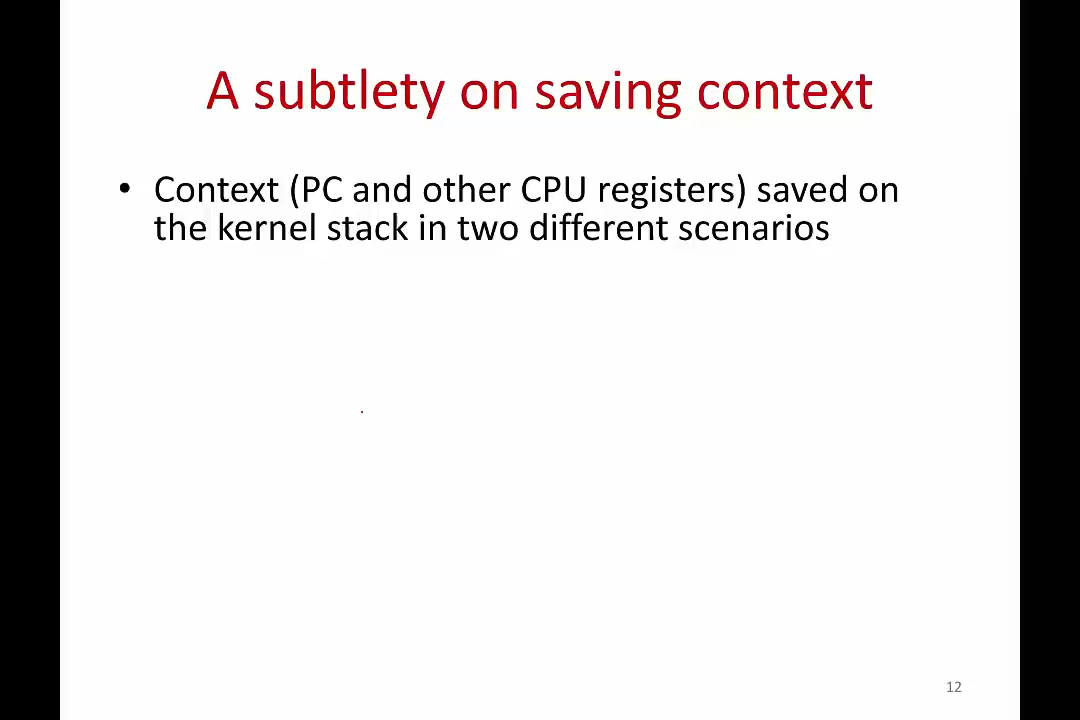 A subtlety on saving context
• Context (PC and other CPU registers) saved on
the kernel stack in two different scenarios
12